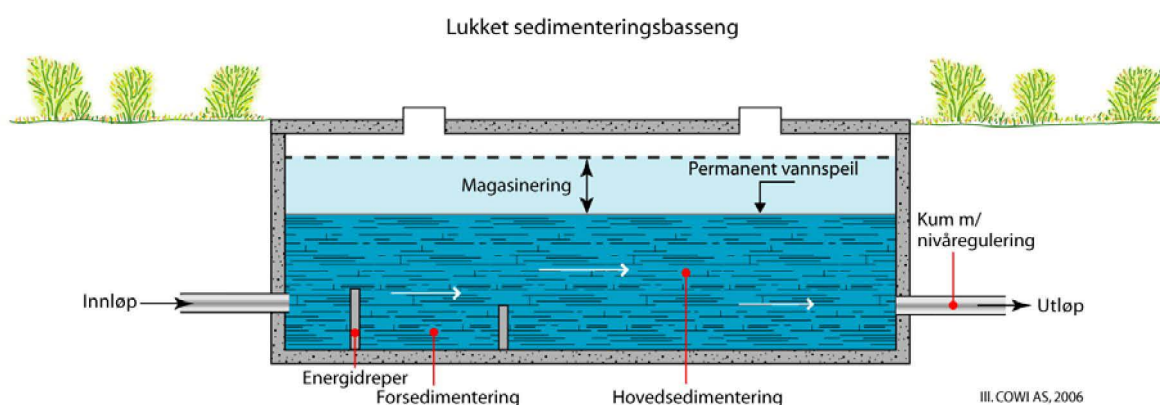 Lukket sedimenteringsbasseng
Magasinering
Permanent vannspeil
Kum m/
nivåregulering
Innløp
Utløp
Energidreper
Forsedimentering
Hovedsedimentering
Ill. COWI AS, 2006